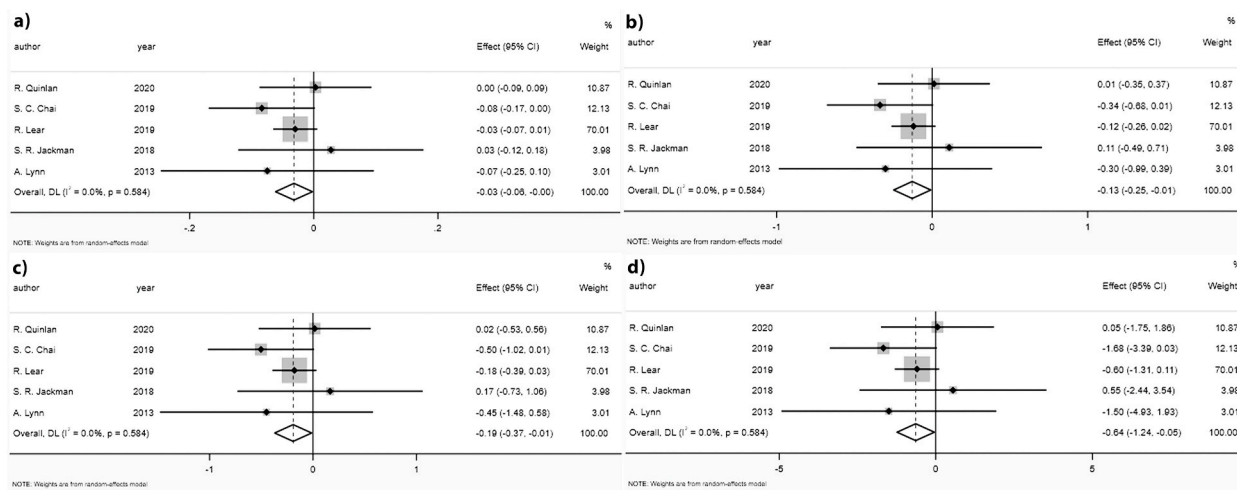 a)
%
author year Effect (95% CI) Weight
R. Quinlan 2020 0.00 (-0.09, 0.09) 10.87
S. C. Chai 2019 -0.08 (-0.17, 0.00) 12.13
R. Lear 2019 -0.03 (-0.07, 0.01) 70.01
S. R. Jackman 2018 0.03 (-0.12, 0.18) 3.98
A. Lynn 2013 -0.07 (-0.25, 0.10) 3.01
Overall, DL (I² = 0.0%, p = 0.584) -0.03 (-0.06, -0.00) 100.00
-.2 0 .2
NOTE: Weights are from random-effects model
b)
%
author year Effect (95% CI) Weight
R. Quinlan 2020 0.01 (-0.35, 0.37) 10.87
S. C. Chai 2019 -0.34 (-0.68, 0.01) 12.13
R. Lear 2019 -0.12 (-0.26, 0.02) 70.01
S. R. Jackman 2018 0.11 (-0.49, 0.71) 3.98
A. Lynn 2013 -0.30 (-0.99, 0.39) 3.01
Overall, DL (I² = 0.0%, p = 0.584) -0.13 (-0.25, -0.01) 100.00
-1 0 1
NOTE: Weights are from random-effects model
c)
%
author year Effect (95% CI) Weight
R. Quinlan 2020 0.02 (-0.53, 0.56) 10.87
S. C. Chai 2019 -0.50 (-1.02, 0.01) 12.13
R. Lear 2019 -0.18 (-0.39, 0.03) 70.01
S. R. Jackman 2018 0.17 (-0.73, 1.06) 3.98
A. Lynn 2013 -0.45 (-1.48, 0.58) 3.01
Overall, DL (I² = 0.0%, p = 0.584) -0.19 (-0.37, -0.01) 100.00
-1 0 1
NOTE: Weights are from random-effects model
d)
%
author year Effect (95% CI) Weight
R. Quinlan 2020 0.05 (-1.75, 1.86) 10.87
S. C. Chai 2019 -1.68 (-3.39, 0.03) 12.13
R. Lear 2019 -0.60 (-1.31, 0.11) 70.01
S. R. Jackman 2018 0.55 (-2.44, 3.54) 3.98
A. Lynn 2013 -1.50 (-4.93, 1.93) 3.01
Overall, DL (I² = 0.0%, p = 0.584) -0.64 (-1.24, -0.05) 100.00
-5 0 5
NOTE: Weights are from random-effects model